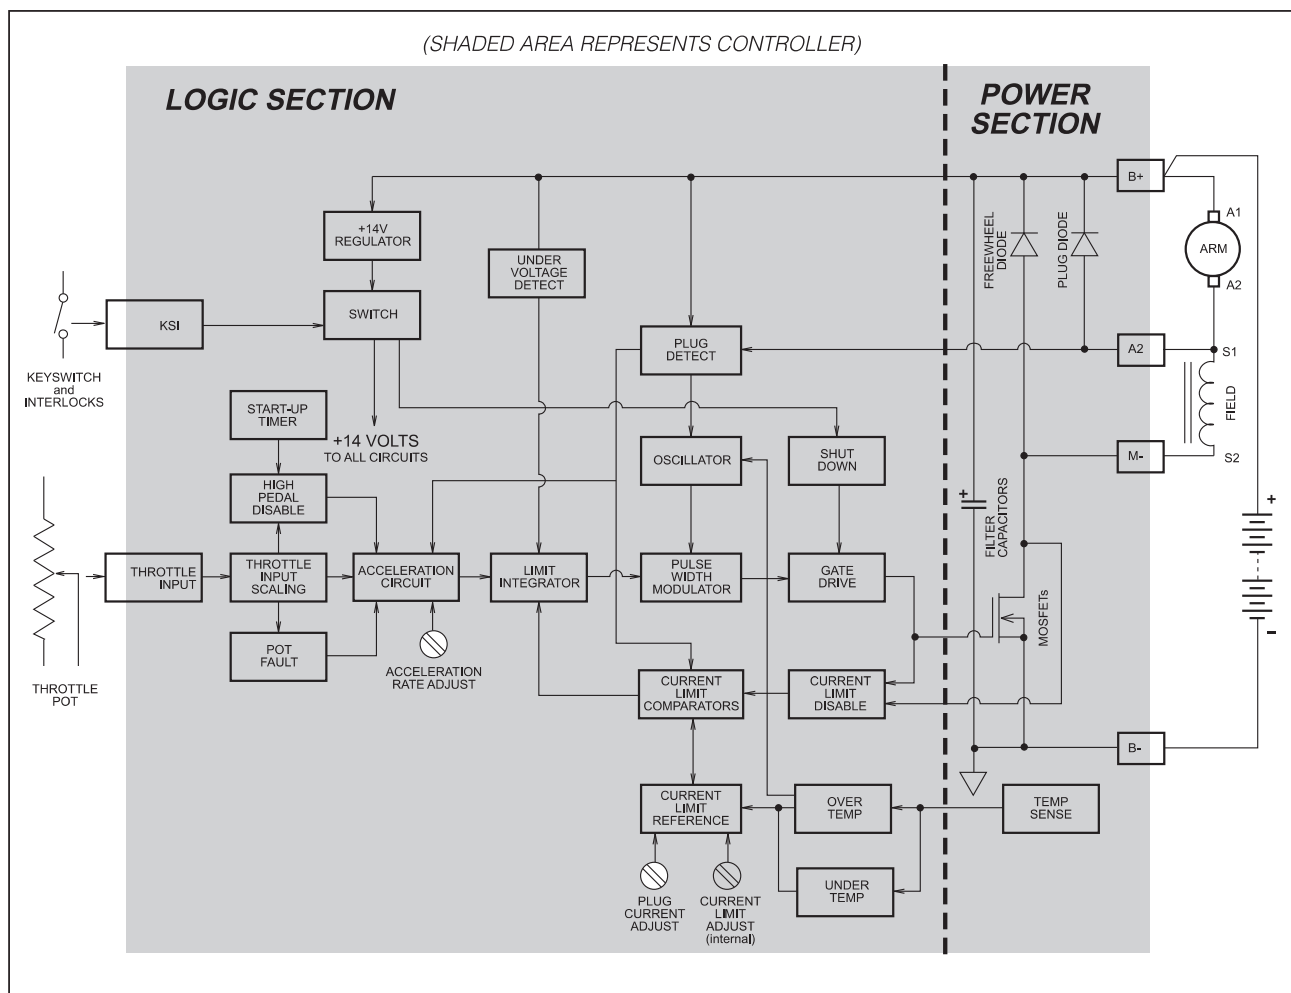 (SHADED AREA REPRESENTS CONTROLLER)
LOGIC SECTION
POWER
SECTION
B+
A1
ARM
A2
+14V
REGULATOR
UNDER
VOLTAGE
DETECT
FREEWHEEL
DIODE
PLUG DIODE
KSI
SWITCH
PLUG
DETECT
A2
S1
FIELD
S2
KEYSWITCH
and
INTERLOCKS
START-UP
TIMER
+14 VOLTS
TO ALL CIRCUITS
OSCILLATOR
SHUT
DOWN
M-
HIGH
PEDAL
DISABLE
+
FILTER
CAPACITORS
+
THROTTLE
INPUT
THROTTLE
INPUT
SCALING
ACCELERATION
CIRCUIT
LIMIT
INTEGRATOR
PULSE
WIDTH
MODULATOR
GATE
DRIVE
MOSFETs
-
POT
FAULT
THROTTLE
POT
ACCELERATION
RATE ADJUST
CURRENT
LIMIT
COMPARATORS
CURRENT
LIMIT
DISABLE
B-
CURRENT
LIMIT
REFERENCE
OVER
TEMP
TEMP
SENSE
PLUG
CURRENT
ADJUST
CURRENT
LIMIT
ADJUST
(internal)
UNDER
TEMP